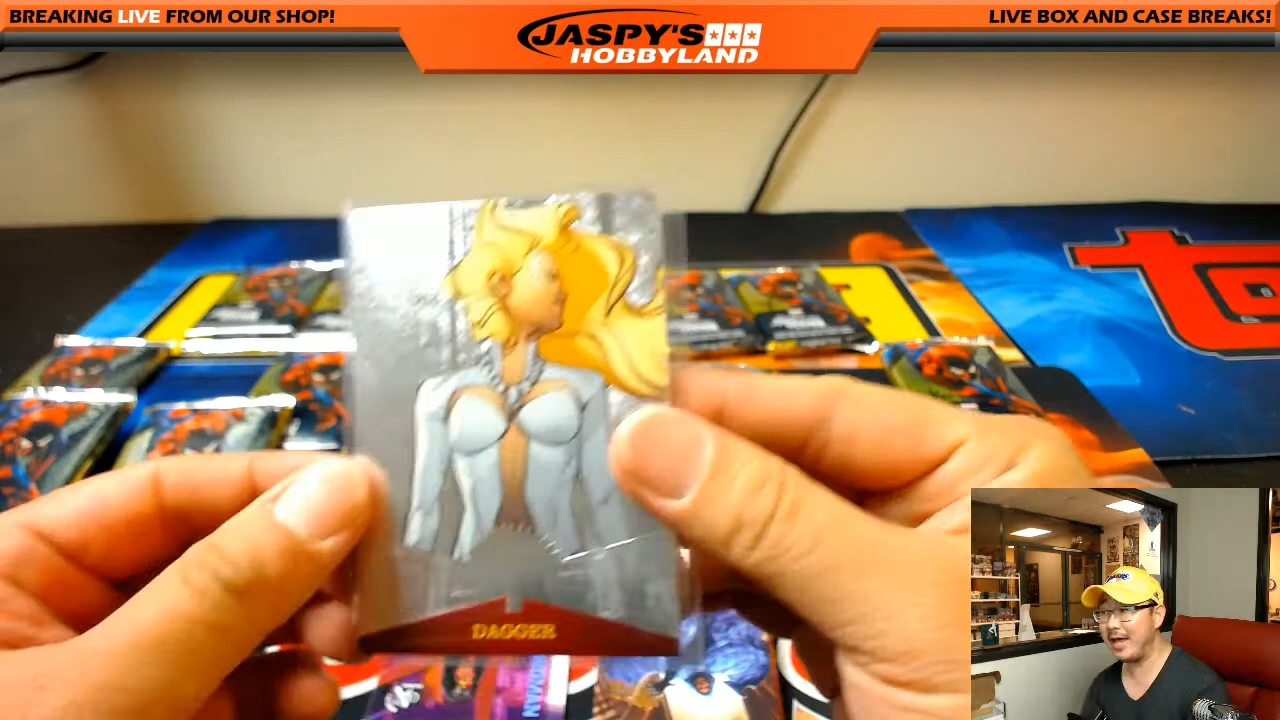 BREAKING LIVE FROM OUR SHOP!
JASPY'S
HOBBYLAND
LIVE BOX AND CASE BREAKS!
DAGGER